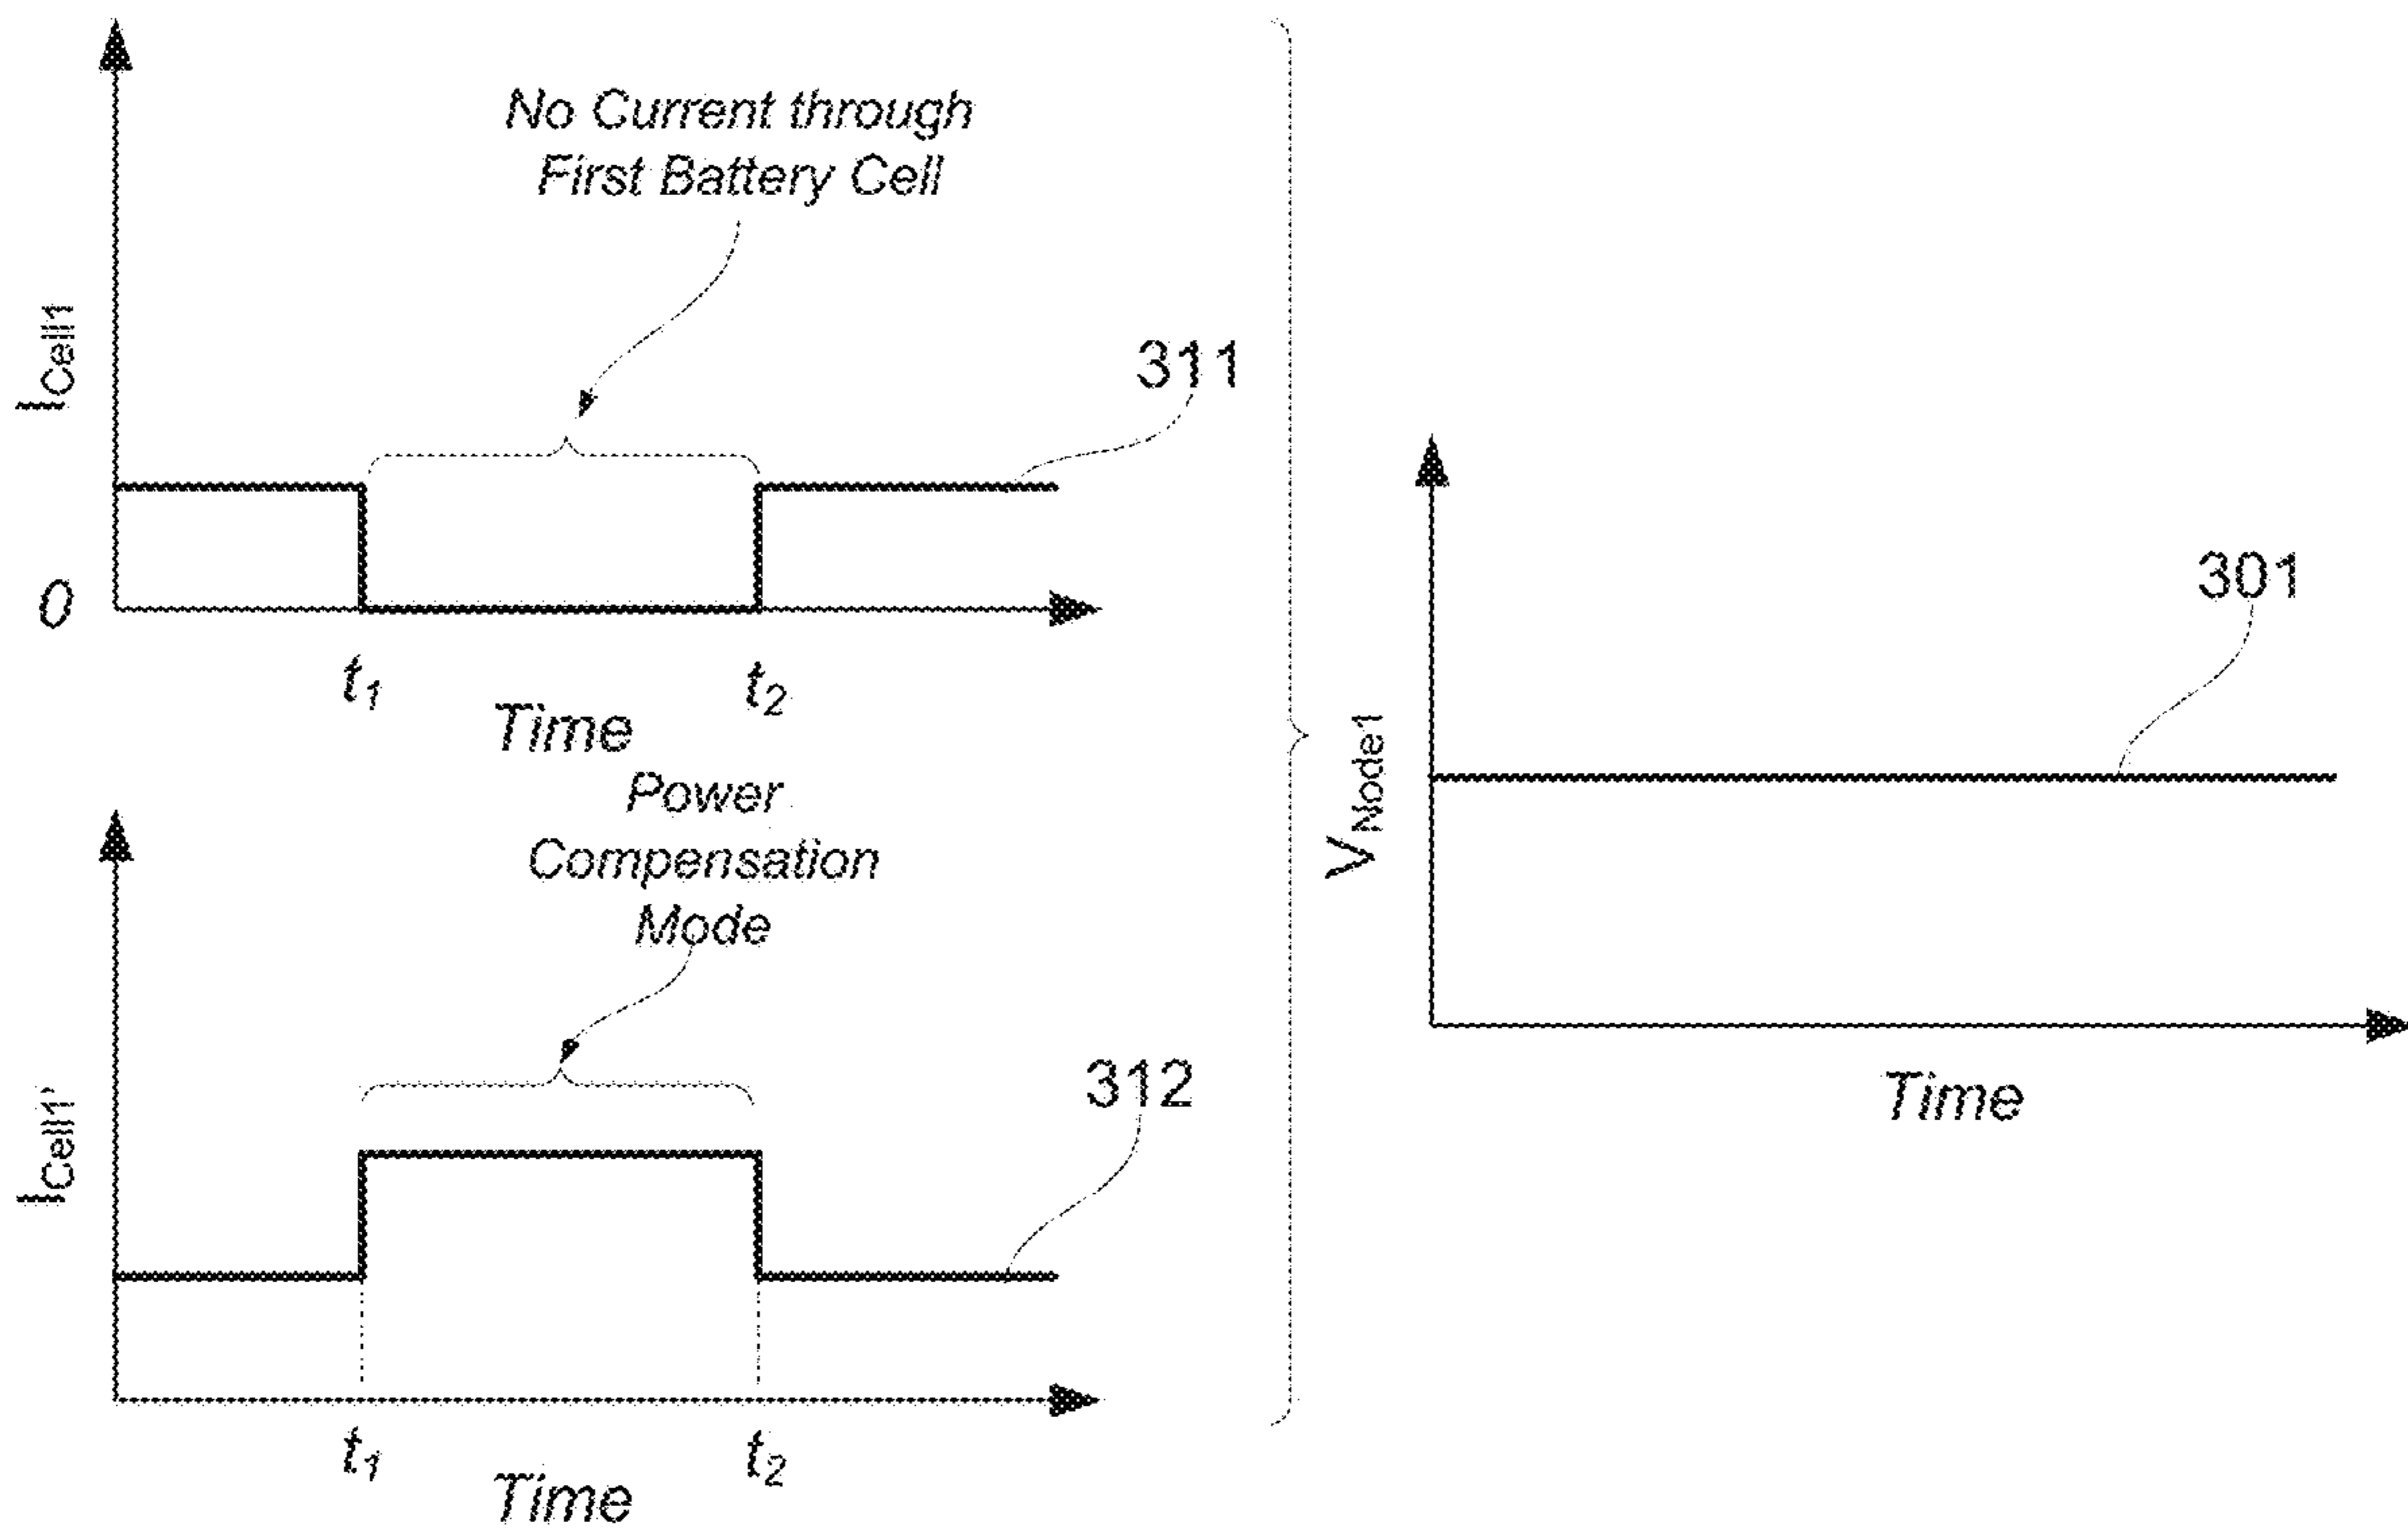 No Current through
First Battery Cell
I_Cell1
311
0
t1
t2
Time
Power
Compensation
Mode
I_Cell1'
312
t1
t2
Time
V_Node1
301
Time